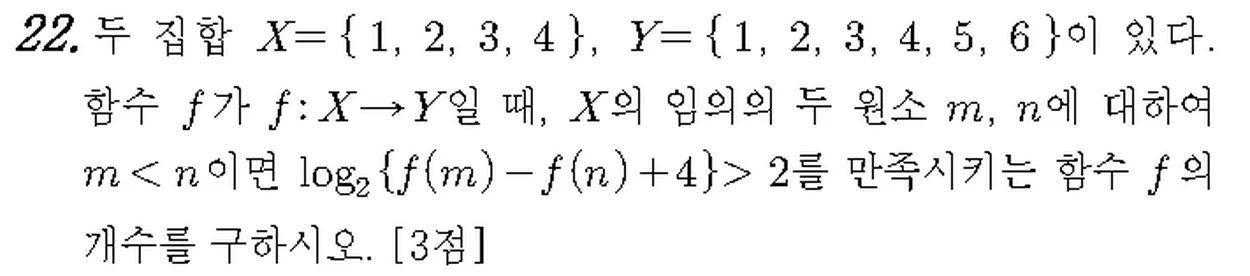 22. 두 집합 X={ 1, 2, 3, 4 }, Y={ 1, 2, 3, 4, 5, 6 }이 있다.
함수 f가 f : X→Y일 때, X의 임의의 두 원소 m, n에 대하여
m < n이면 log₂{f(m)-f(n)+4}> 2를 만족시키는 함수 f의
개수를 구하시오. [3점]